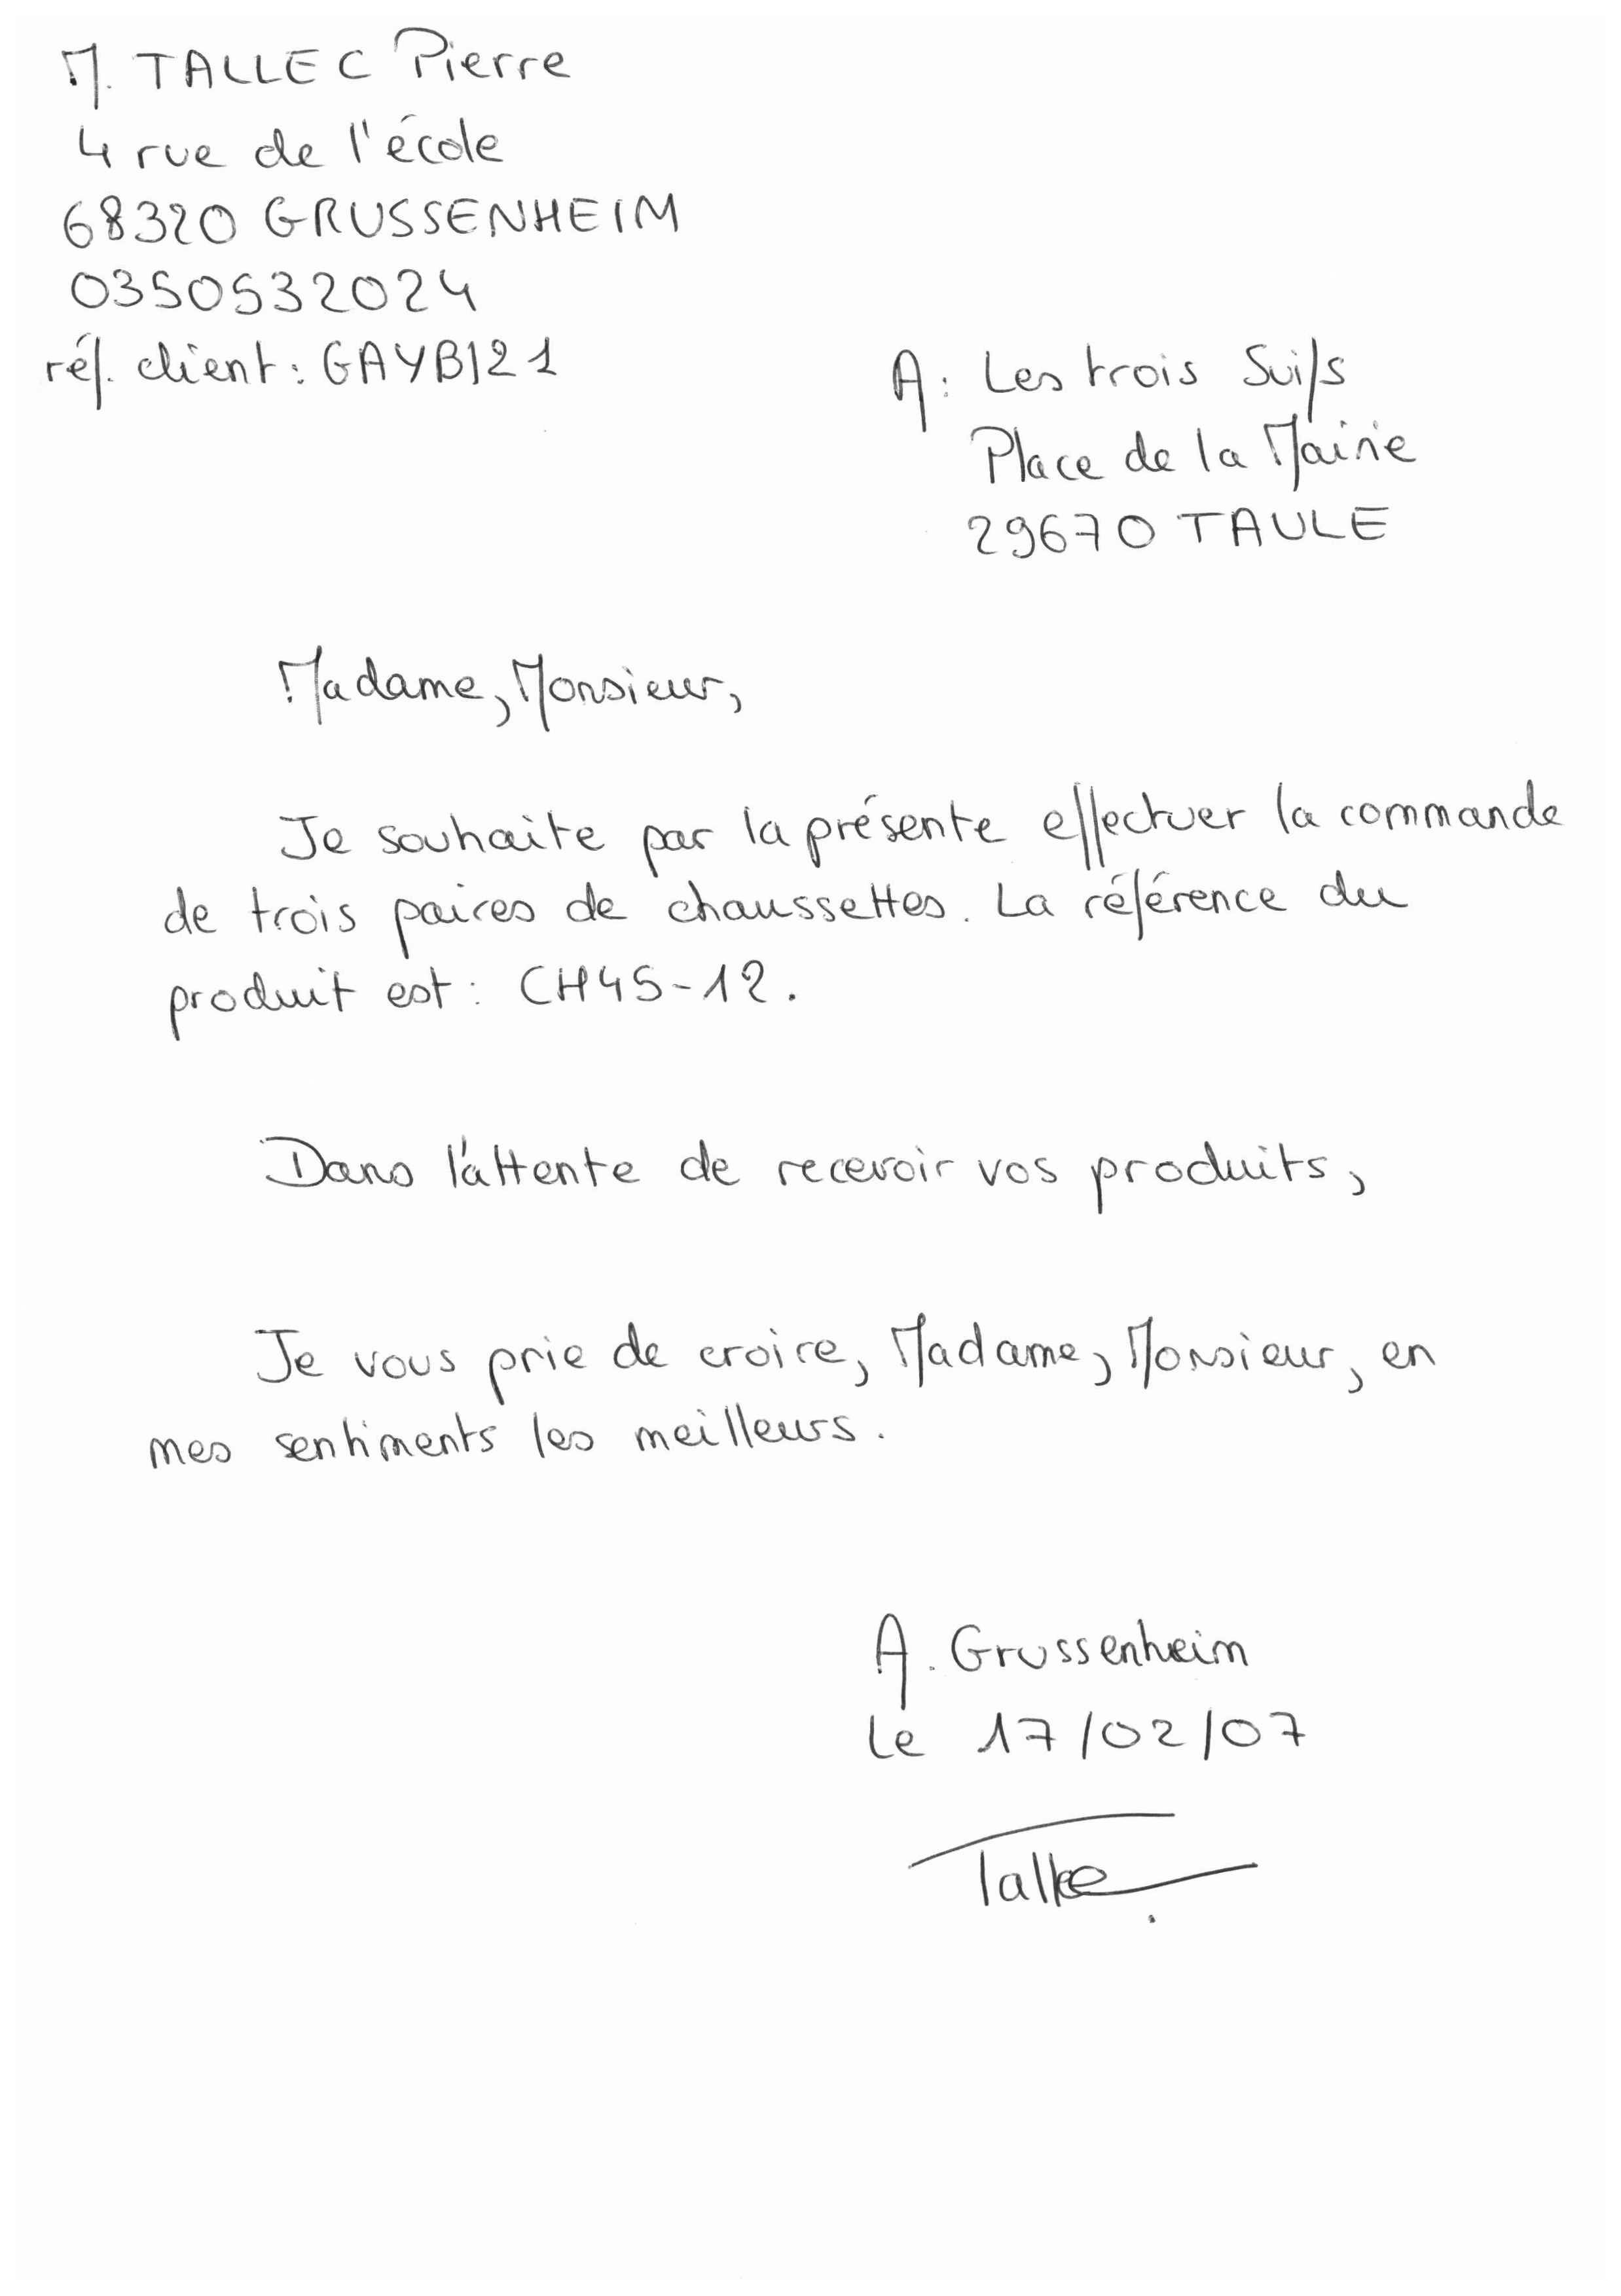 M. TALLEC Pierre
4 rue de l'école
68320 GRUSSENHEIM
0350532024
réf. client : GAYBI21
A : Les trois Suifs
Place de la Mairie
29670 TAULE
Madame, Monsieur,
Je souhaite par la présente effectuer la commande
de trois paires de chaussettes. La référence du
produit est : CH45-12.
Dans l'attente de recevoir vos produits,
Je vous prie de croire, Madame, Monsieur, en
mes sentiments les meilleurs.
A. Grussenheim
le 17/02/07
Tallec